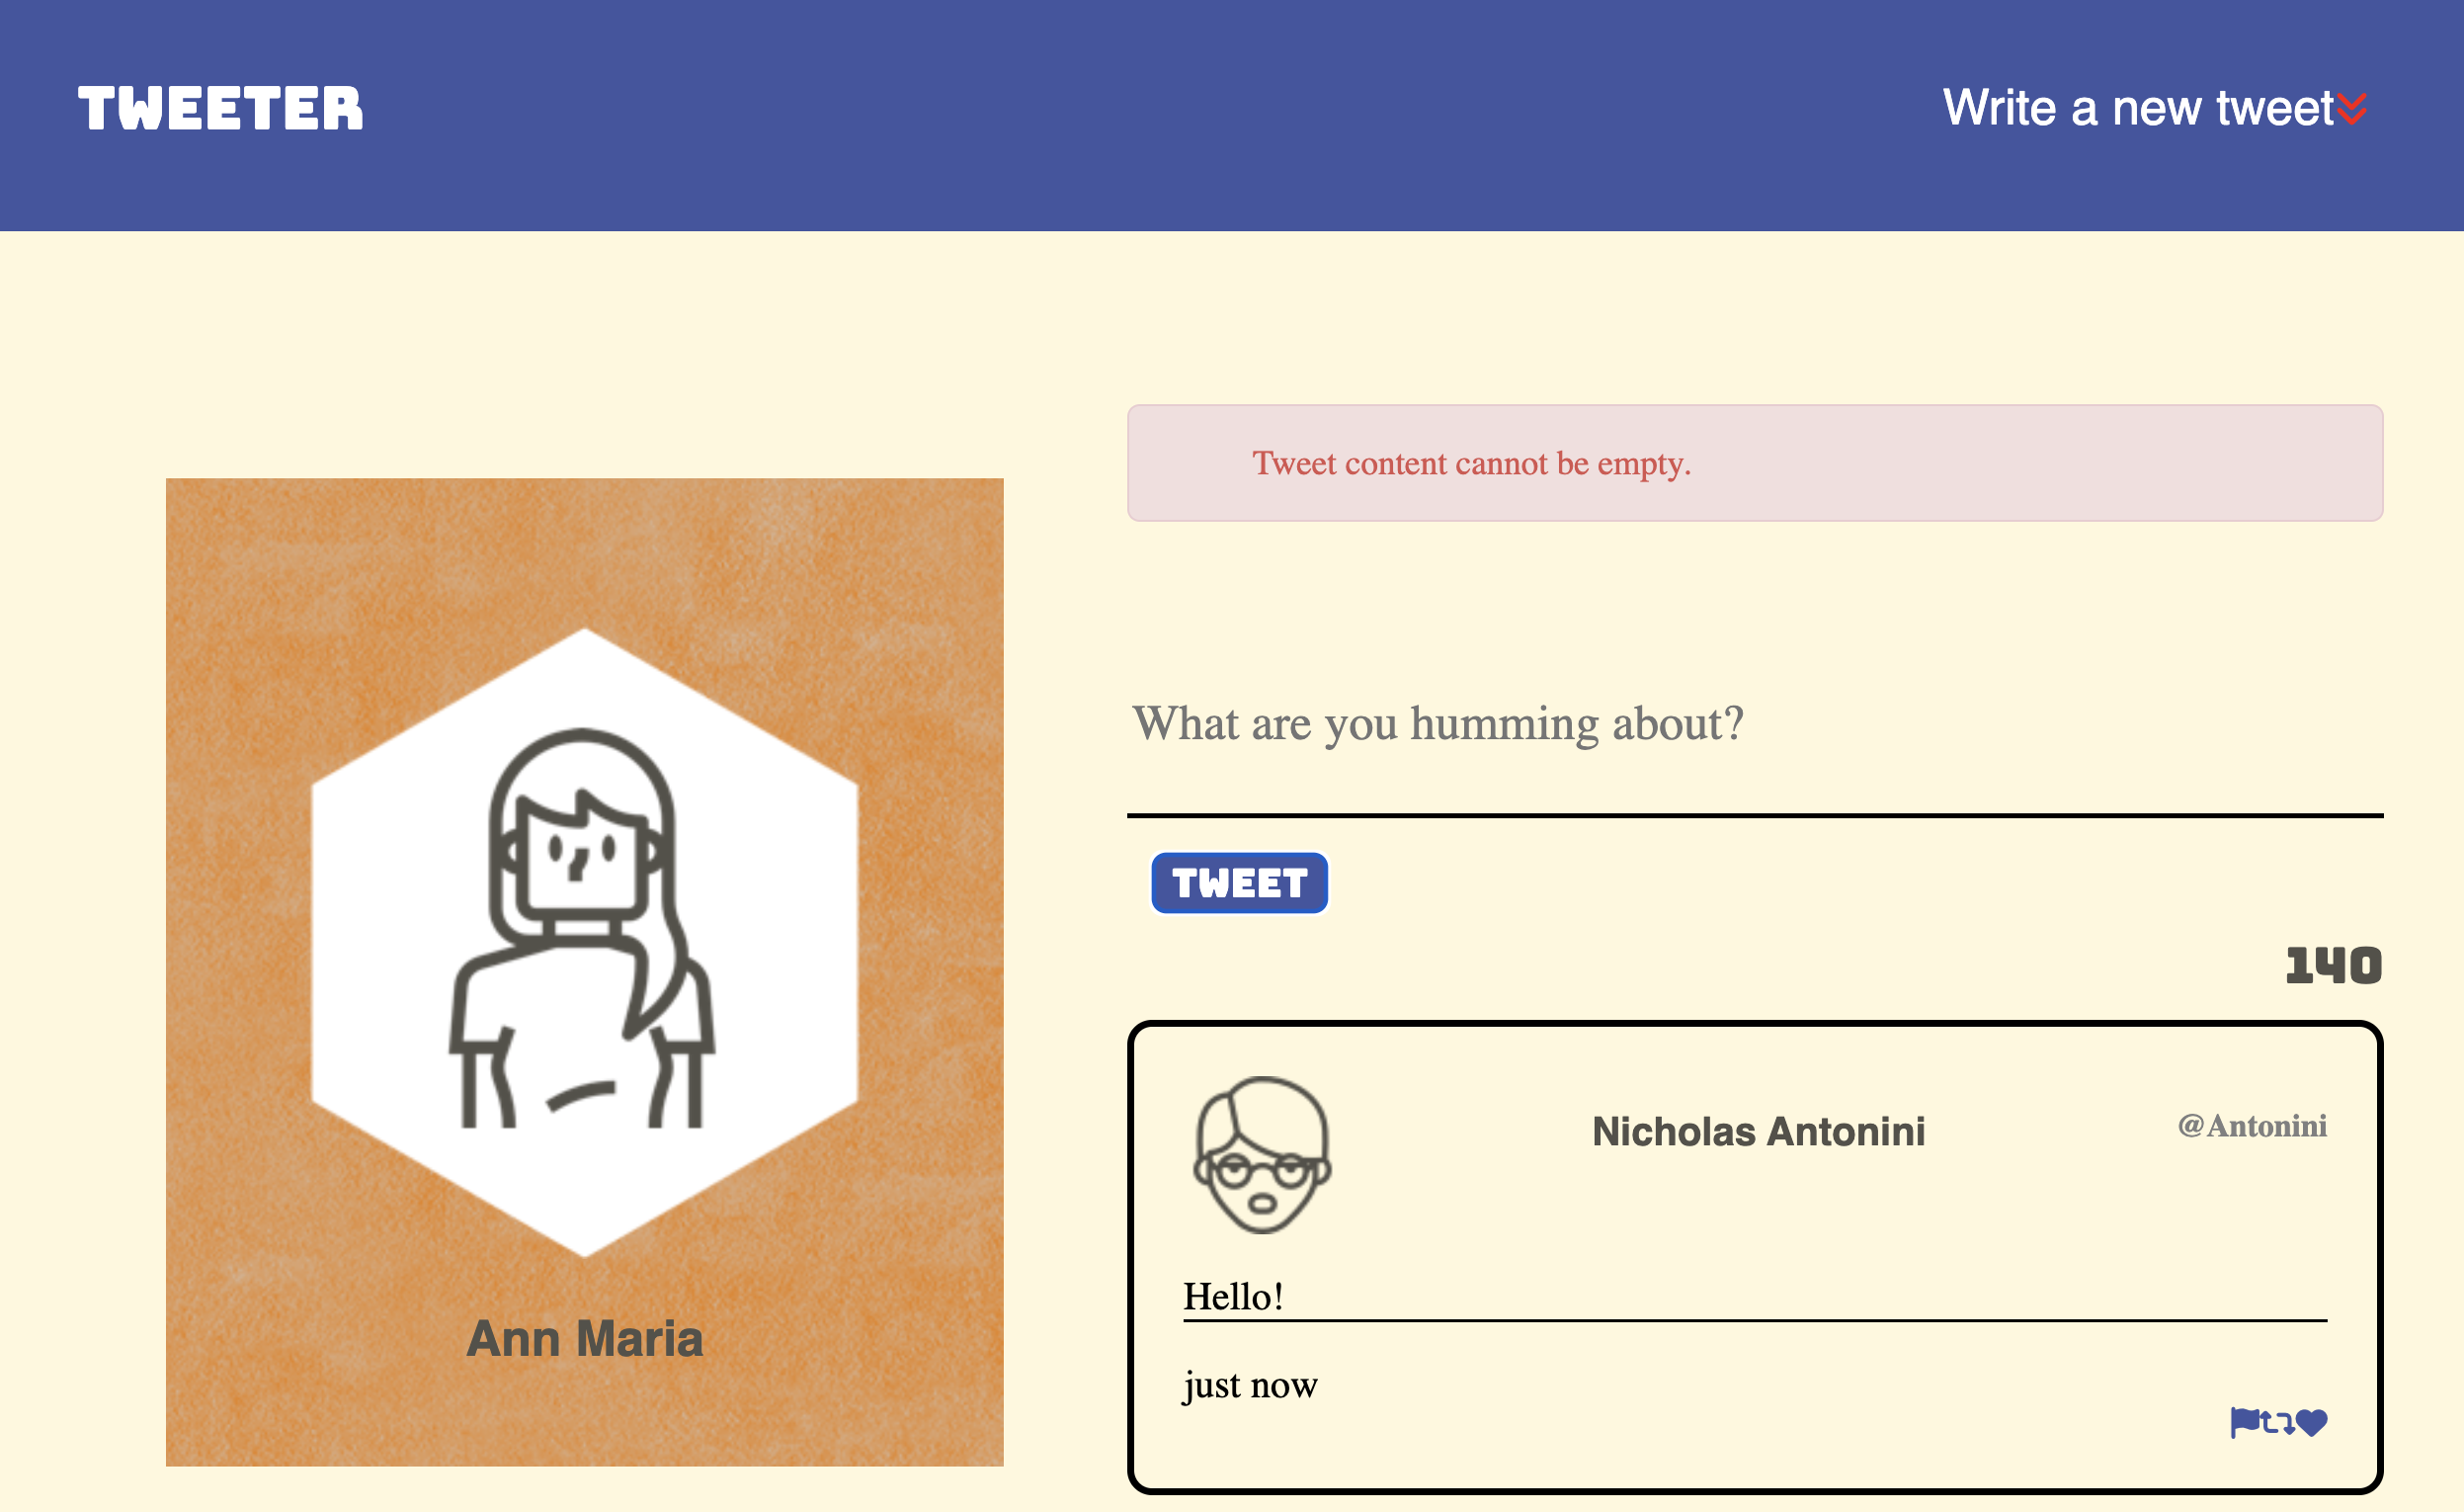 TWEETER
Write a new tweet
Tweet content cannot be empty.
What are you humming about?
TWEET
140
Ann Maria
Nicholas Antonini
@Antonini
Hello!
just now